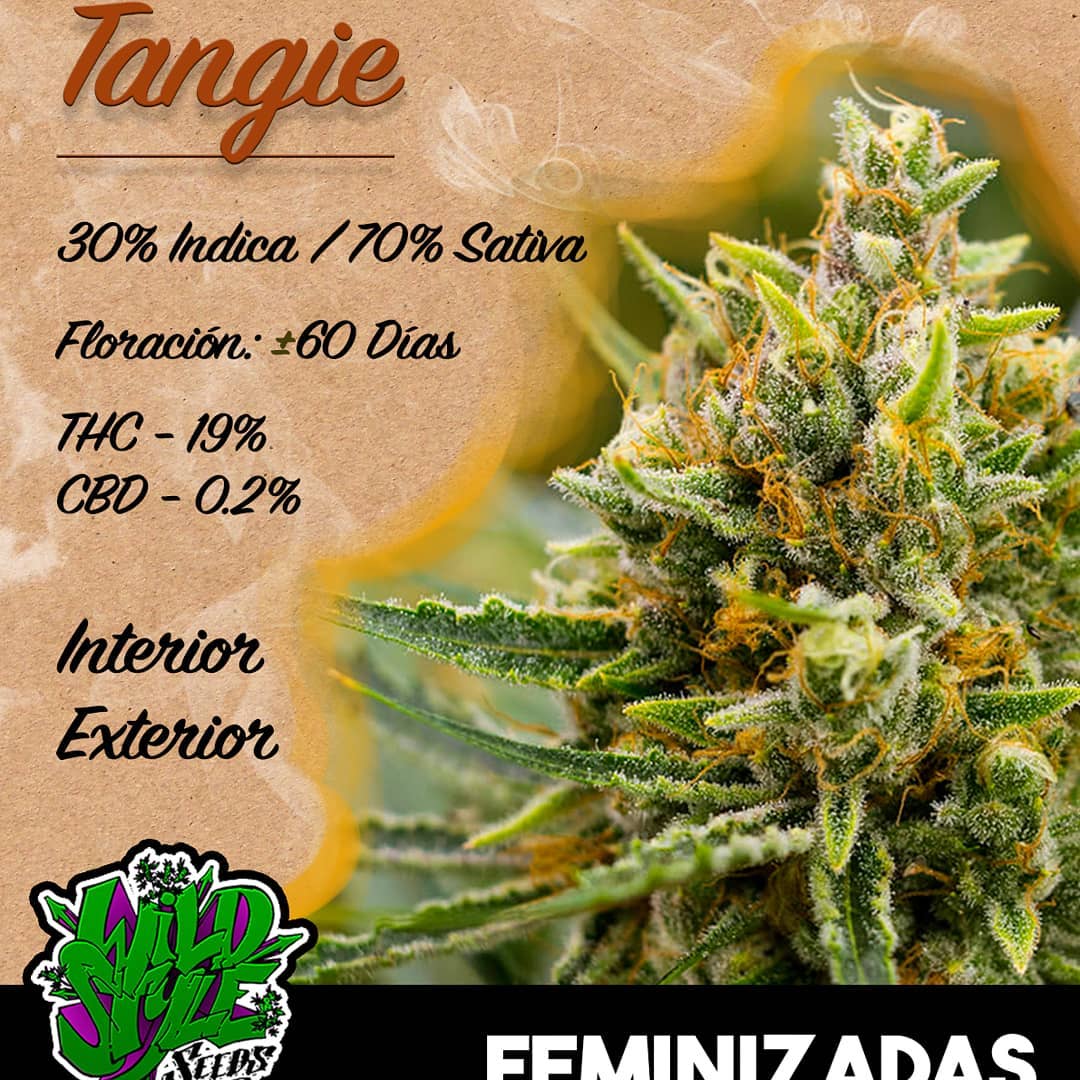 Tangie
30% Indica / 70% Sativa
Floración: ±60 Días
THC - 19%
CBD - 0.2%
Interior
Exterior
WILD
STYLE
SEEDS
FEMINIZADAS